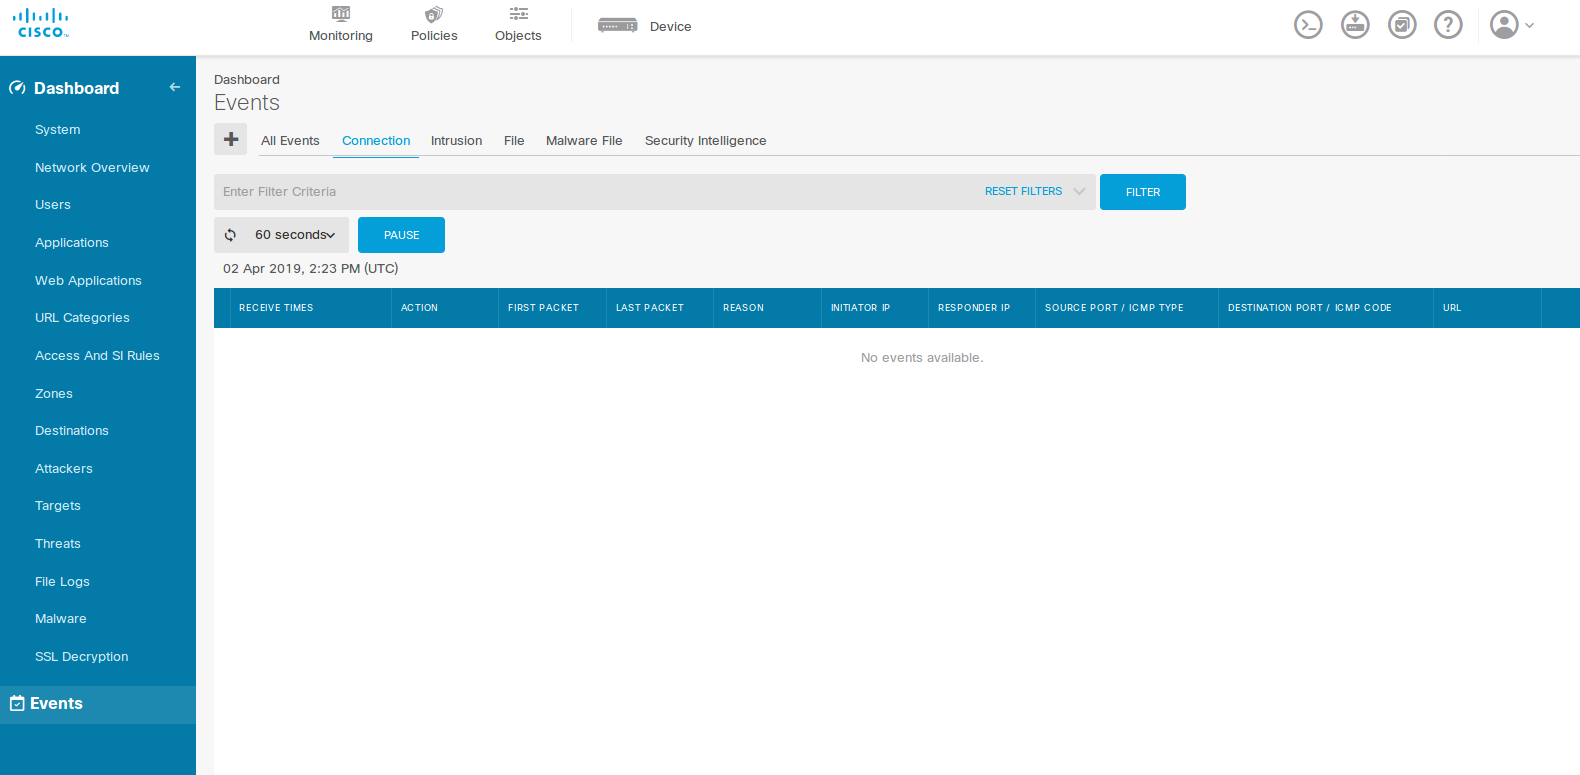 CISCO
Monitoring
Policies
Objects
Device
Dashboard
System
Network Overview
Users
Applications
Web Applications
URL Categories
Access And SI Rules
Zones
Destinations
Attackers
Targets
Threats
File Logs
Malware
SSL Decryption
Events
Dashboard
Events
All Events Connection Intrusion File Malware File Security Intelligence
Enter Filter Criteria RESET FILTERS FILTER
60 seconds PAUSE
02 Apr 2019, 2:23 PM (UTC)
RECEIVE TIMES ACTION FIRST PACKET LAST PACKET REASON INITIATOR IP RESPONDER IP SOURCE PORT / ICMP TYPE DESTINATION PORT / ICMP CODE URL
No events available.